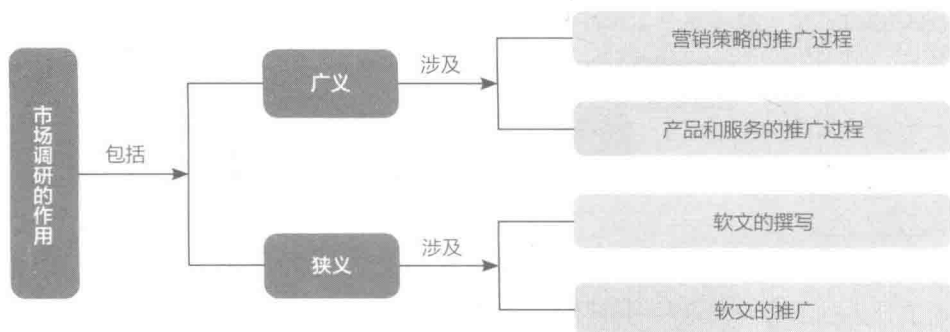 市场调研的作用
包括
广义
涉及
营销策略的推广过程
产品和服务的推广过程
狭义
涉及
软文的撰写
软文的推广